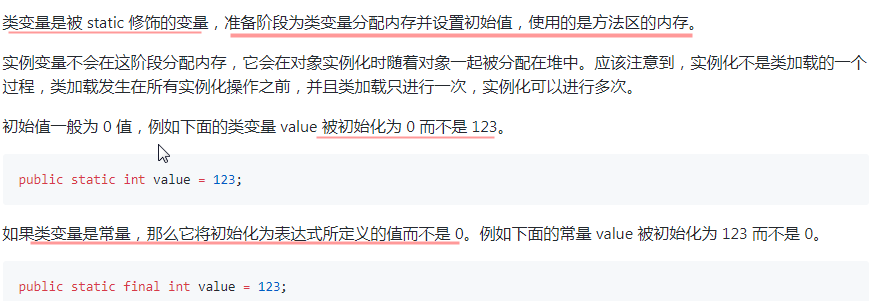 类变量是被 static 修饰的变量，准备阶段为类变量分配内存并设置初始值，使用的是方法区的内存。
实例变量不会在这阶段分配内存，它会在对象实例化时随着对象一起被分配在堆中。应该注意到，实例化不是类加载的一个
过程，类加载发生在所有实例化操作之前，并且类加载只进行一次，实例化可以进行多次。
初始值一般为 0 值，例如下面的类变量 value 被初始化为 0 而不是 123。
public static int value = 123;
如果类变量是常量，那么它将初始化为表达式所定义的值而不是 0。例如下面的常量 value 被初始化为 123 而不是 0。
public static final int value = 123;